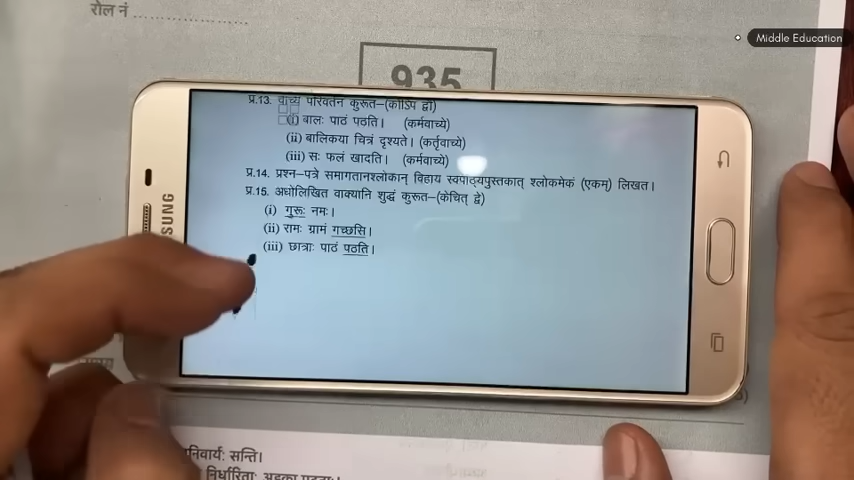 रोल नं ....................
Middle Education
935
प्र.13. वाच्य परिवर्तनं कुरूत–(कोऽपि द्वौ)
(i) बालः पाठं पठति। (कर्मवाच्ये)
(ii) बालिकया चित्रं दृश्यते। (कर्तृवाच्ये)
(iii) सः फलं खादति। (कर्मवाच्ये)
प्र.14. प्रश्न–पत्रे समागतानश्लोकान् विहाय स्वपाठ्यपुस्तकात् श्लोकमेकं (एकम्) लिखत।
प्र.15. अधोलिखित वाक्यानि शुद्धं कुरूत–(केचित् द्वे)
(i) गुरूः नमः।
(ii) रामः ग्रामं गच्छसि।
(iii) छात्राः पाठं पठति।
SAMSUNG
निवार्यः सन्ति।
निर्धारिताः अङ्का